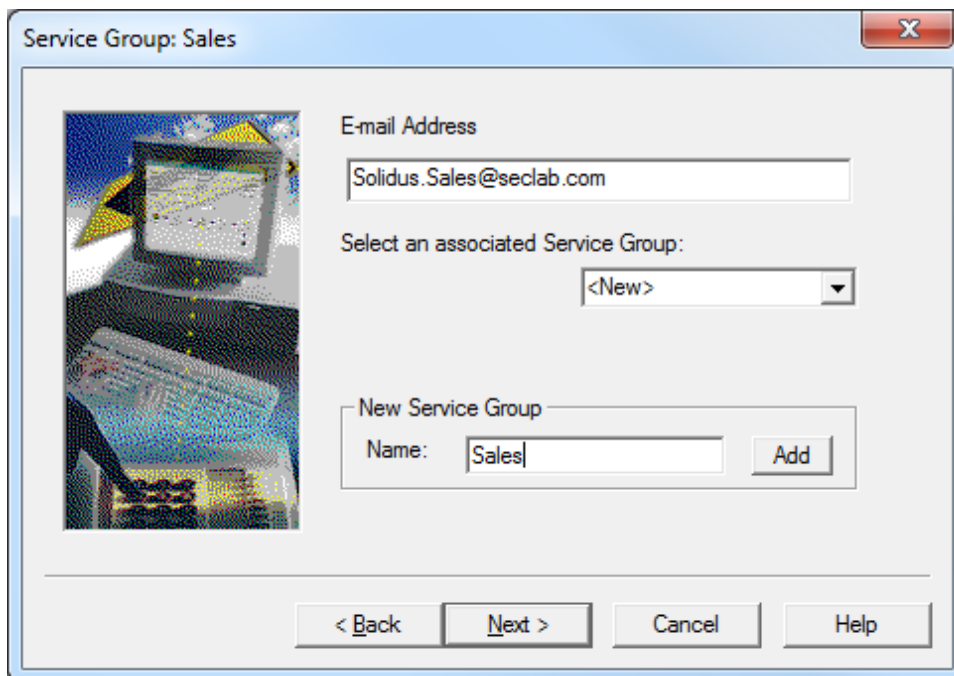 Service Group: Sales
E-mail Address
Solidus.Sales@seclab.com
Select an associated Service Group:
<New>
New Service Group
Name:
Sales
Add
< Back
Next >
Cancel
Help